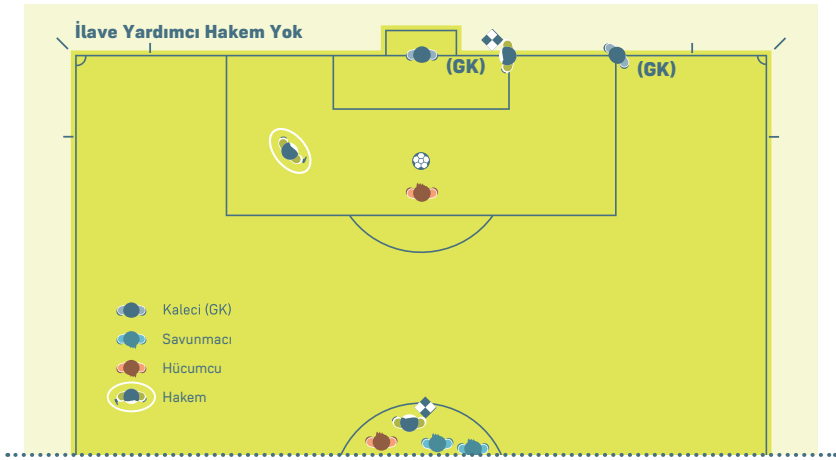 İlave Yardımcı Hakem Yok
(GK)
(GK)
Kaleci (GK)
Savunmacı
Hücumcu
Hakem